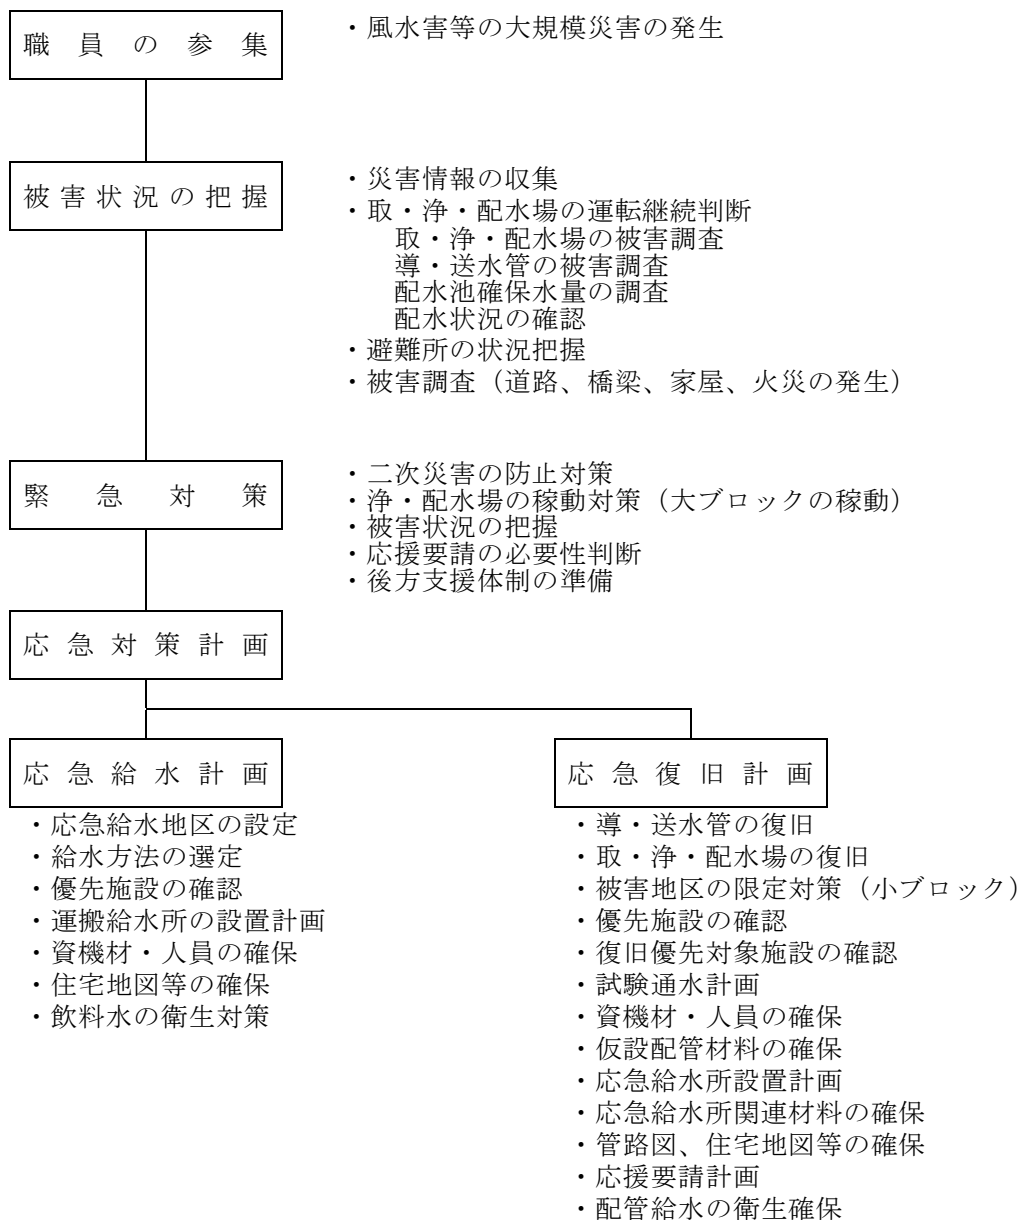 職員の参集
・風水害等の大規模災害の発生
被害状況の把握
・災害情報の収集
・取・浄・配水場の運転継続判断
取・浄・配水場の被害調査
導・送水管の被害調査
配水池確保水量の調査
配水状況の確認
・避難所の状況把握
・被害調査（道路、橋梁、家屋、火災の発生）
緊急対策
・二次災害の防止対策
・浄・配水場の稼動対策（大ブロックの稼動）
・被害状況の把握
・応援要請の必要性判断
・後方支援体制の準備
応急対策計画
応急給水計画
・応急給水地区の設定
・給水方法の選定
・優先施設の確認
・運搬給水所の設置計画
・資機材・人員の確保
・住宅地図等の確保
・飲料水の衛生対策
応急復旧計画
・導・送水管の復旧
・取・浄・配水場の復旧
・被害地区の限定対策（小ブロック）
・優先施設の確認
・復旧優先対象施設の確認
・試験通水計画
・資機材・人員の確保
・仮設配管材料の確保
・応急給水所設置計画
・応急給水所関連材料の確保
・管路図、住宅地図等の確保
・応援要請計画
・配管給水の衛生確保